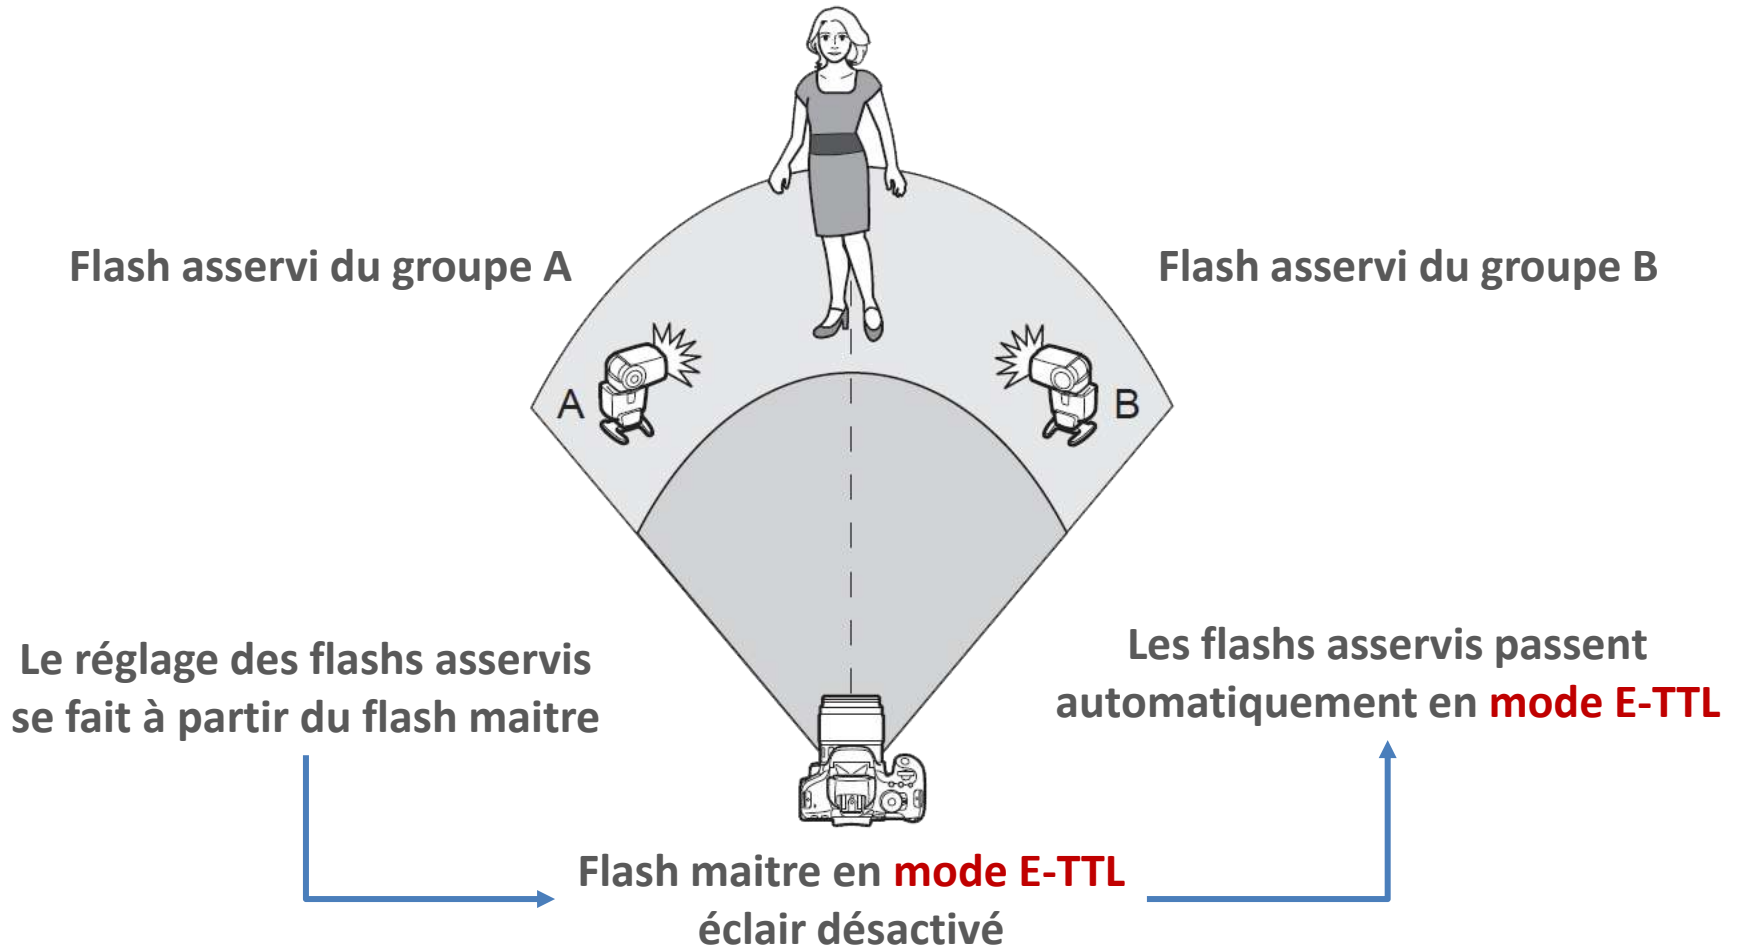 Flash asservi du groupe A
Flash asservi du groupe B
A
B
Le réglage des flashs asservis
se fait à partir du flash maitre
Les flashs asservis passent
automatiquement en mode E-TTL
Flash maitre en mode E-TTL
éclair désactivé